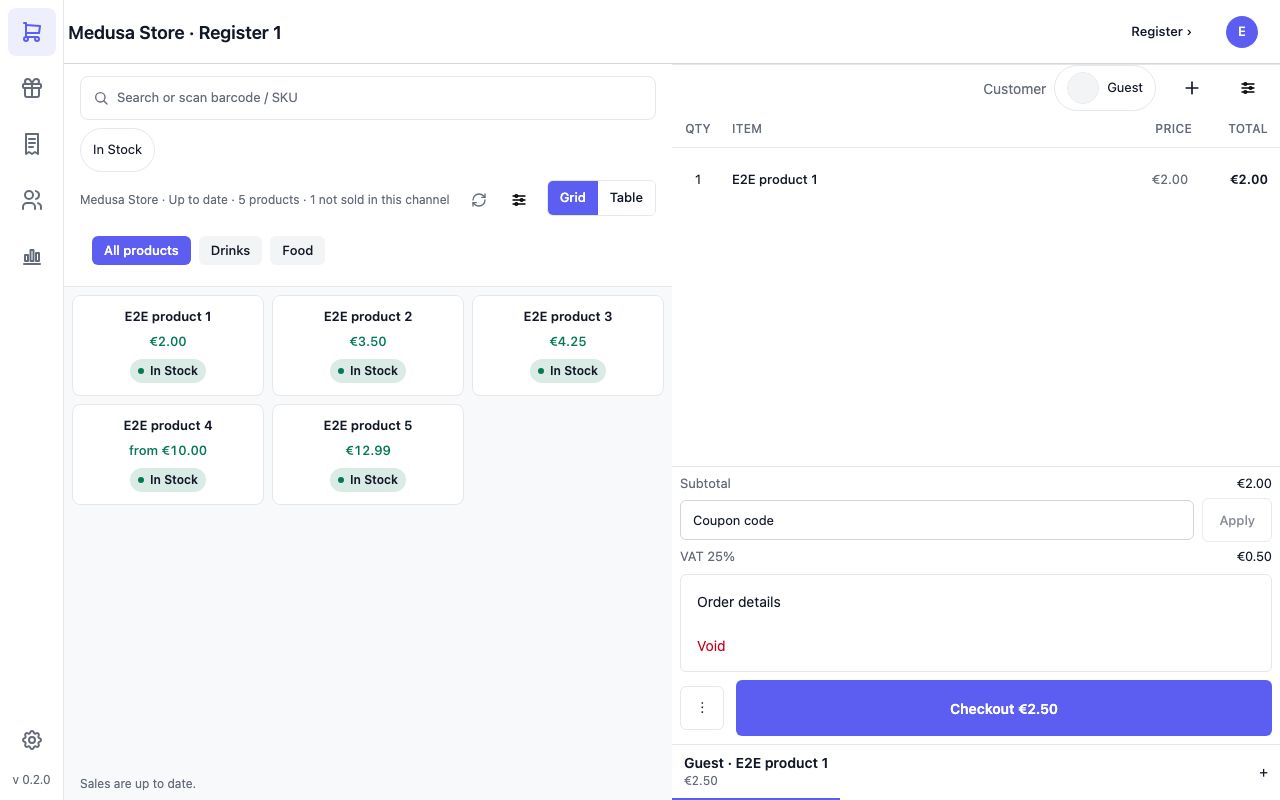 Medusa Store · Register 1
Register ›
E
Search or scan barcode / SKU
In Stock
Medusa Store · Up to date · 5 products · 1 not sold in this channel
Grid
Table
All products
Drinks
Food
E2E product 1
€2.00
In Stock
E2E product 2
€3.50
In Stock
E2E product 3
€4.25
In Stock
E2E product 4
from €10.00
In Stock
E2E product 5
€12.99
In Stock
Sales are up to date.
v 0.2.0
Customer
Guest
QTY ITEM PRICE TOTAL
1 E2E product 1 €2.00 €2.00
Subtotal €2.00
Coupon code
Apply
VAT 25% €0.50
Order details
Void
Checkout €2.50
Guest · E2E product 1
€2.50
+